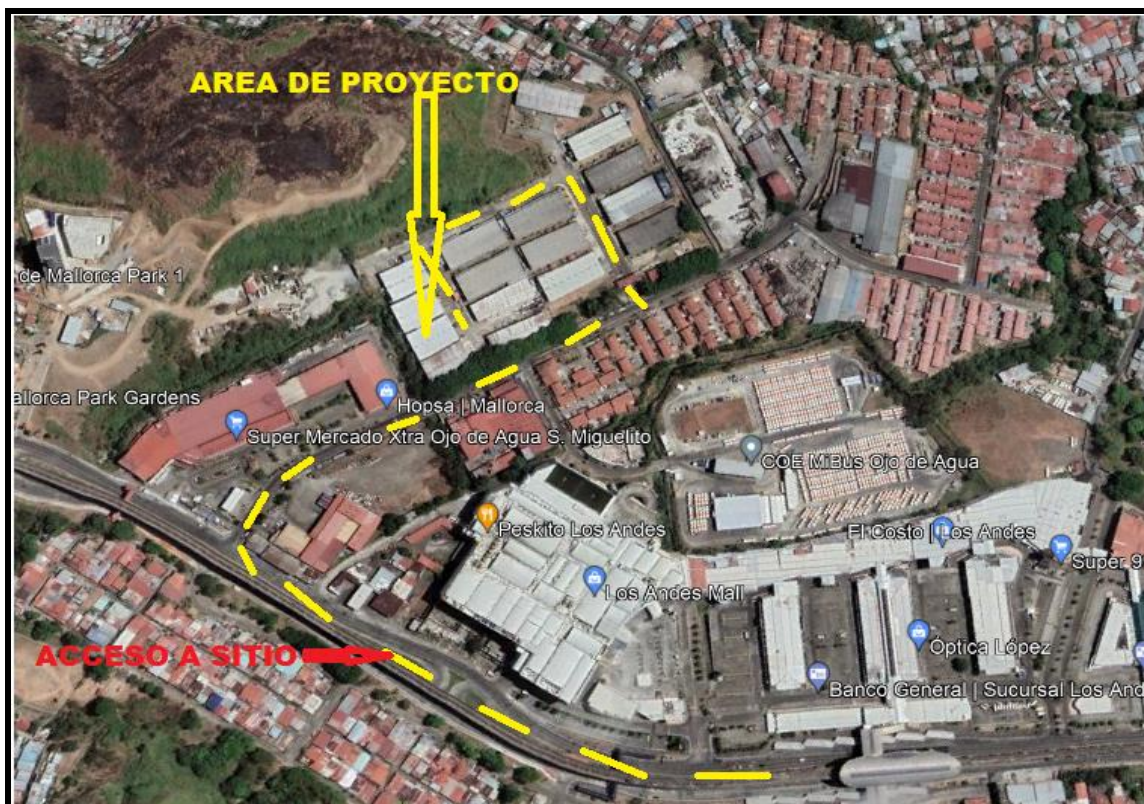 AREA DE PROYECTO
de Mallorca Park 1
allorca Park Gardens
Hopsa | Mallorca
Super Mercado Xtra Ojo de Agua S. Miguelito
COE MiBus Ojo de Agua
Peskito Los Andes
El Costo | Los Andes
Super 9
Los Andes Mall
Óptica López
ACCESO A SITIO
Banco General | Sucursal Los And